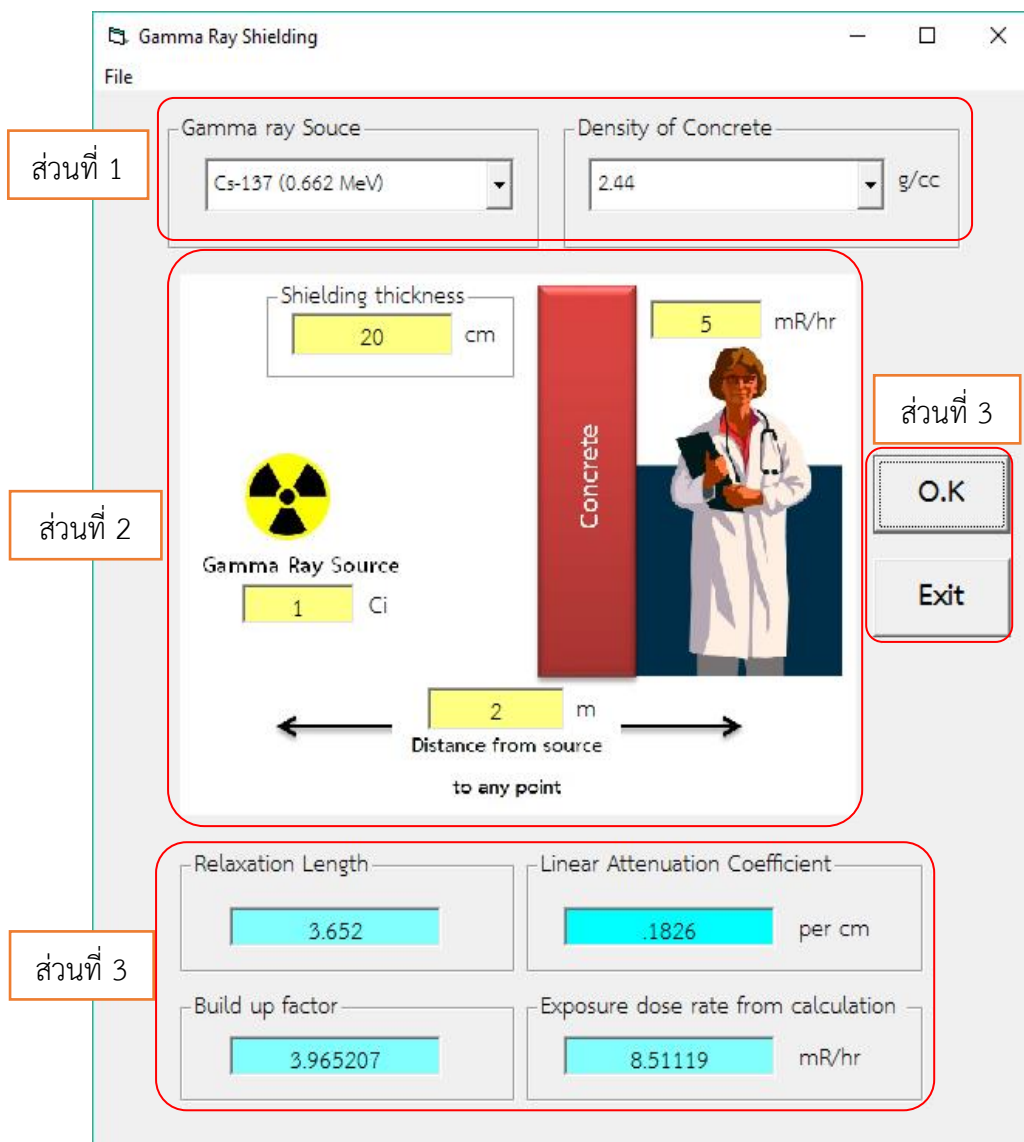 Gamma Ray Shielding
File
Gamma ray Souce
Density of Concrete
ส่วนที่ 1
Cs-137 (0.662 MeV)
2.44
g/cc
Shielding thickness
20
cm
5
mR/hr
ส่วนที่ 3
Concrete
O.K
ส่วนที่ 2
Gamma Ray Source
1
Ci
Exit
2
m
Distance from source
to any point
Relaxation Length
Linear Attenuation Coefficient
3.652
.1826
per cm
ส่วนที่ 3
Build up factor
Exposure dose rate from calculation
3.965207
8.51119
mR/hr